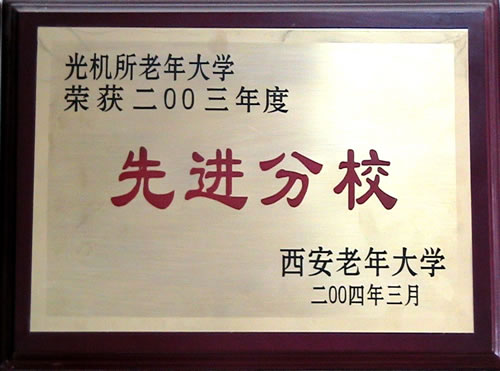 光机所老年大学
荣获二00三年度
先进分校
西安老年大学
二00四年三月